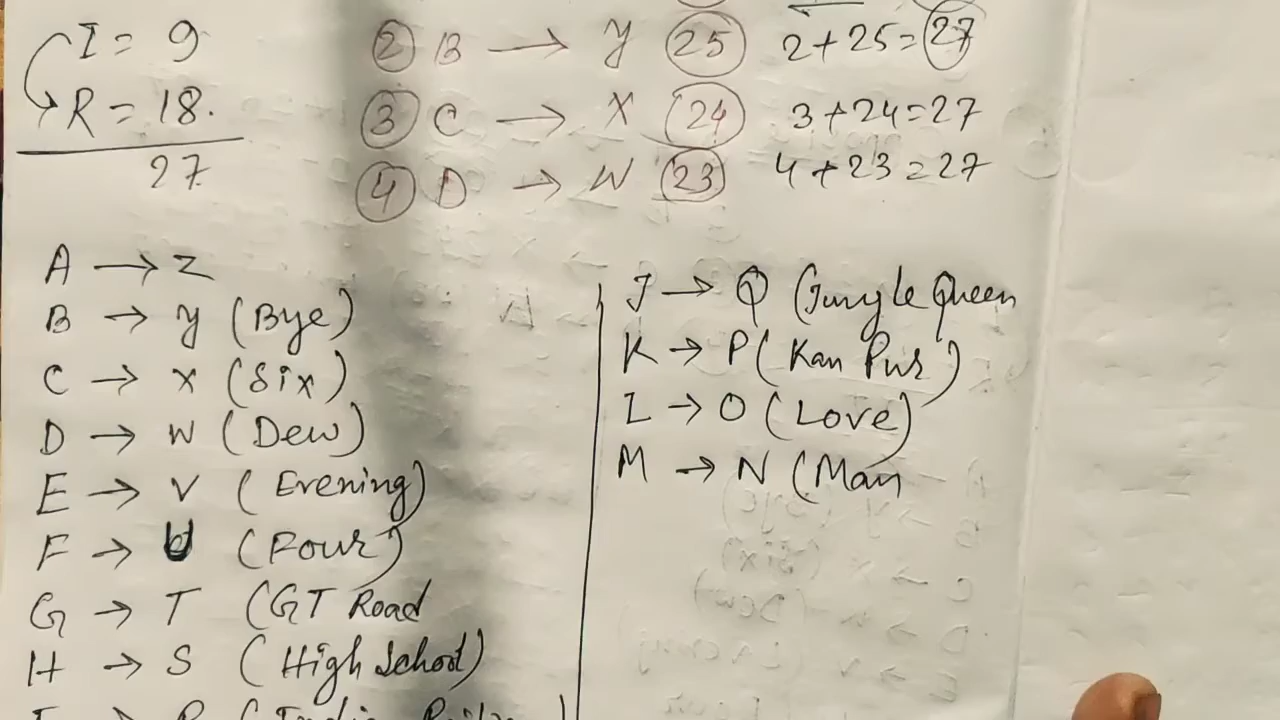 I = 9
R = 18.
27.
② B → Y ㉕ 2+25=㉗
③ C → X ㉔ 3+24=27
④ D → W ㉓ 4+23=27
A → Z
B → Y (Bye)
C → X (Six)
D → W (Dew)
E → V (Evening)
F → U (Four)
G → T (GT Road
H → S (High School)
I → R (India
J → Q (Jungle Queen
K → P (Kan Pur)
L → O (Love)
M → N (Man